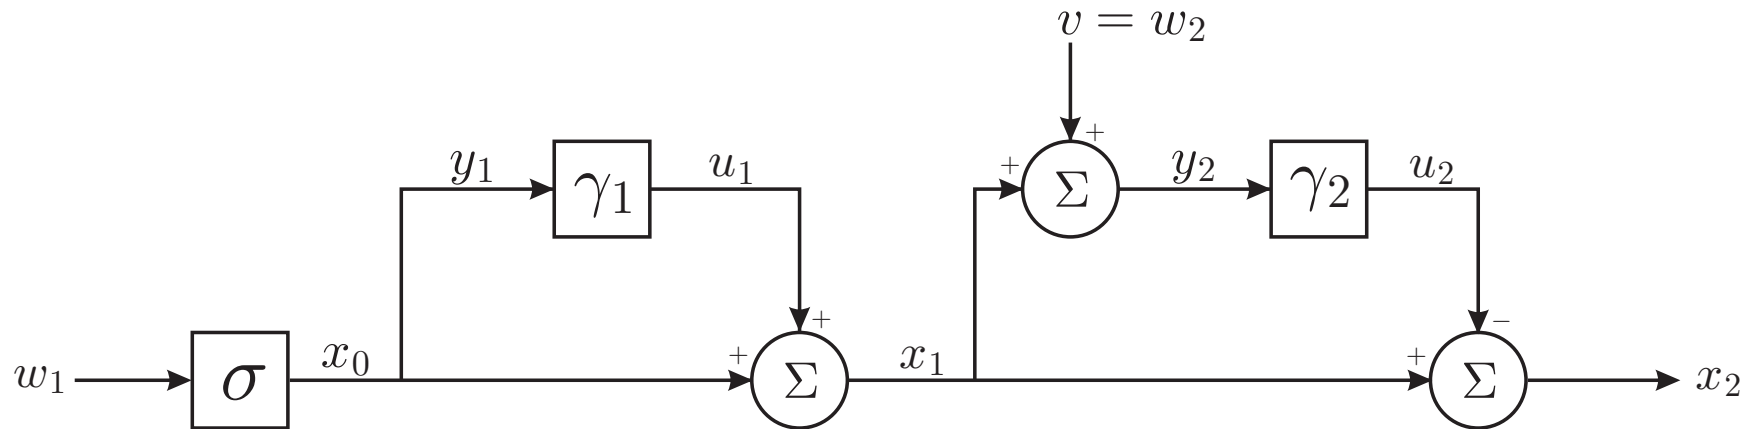 v = w₂
y₁
γ₁
u₁
+
+
Σ
y₂
γ₂
u₂
w₁
σ
x₀
+
+
Σ
x₁
+
−
Σ
x₂